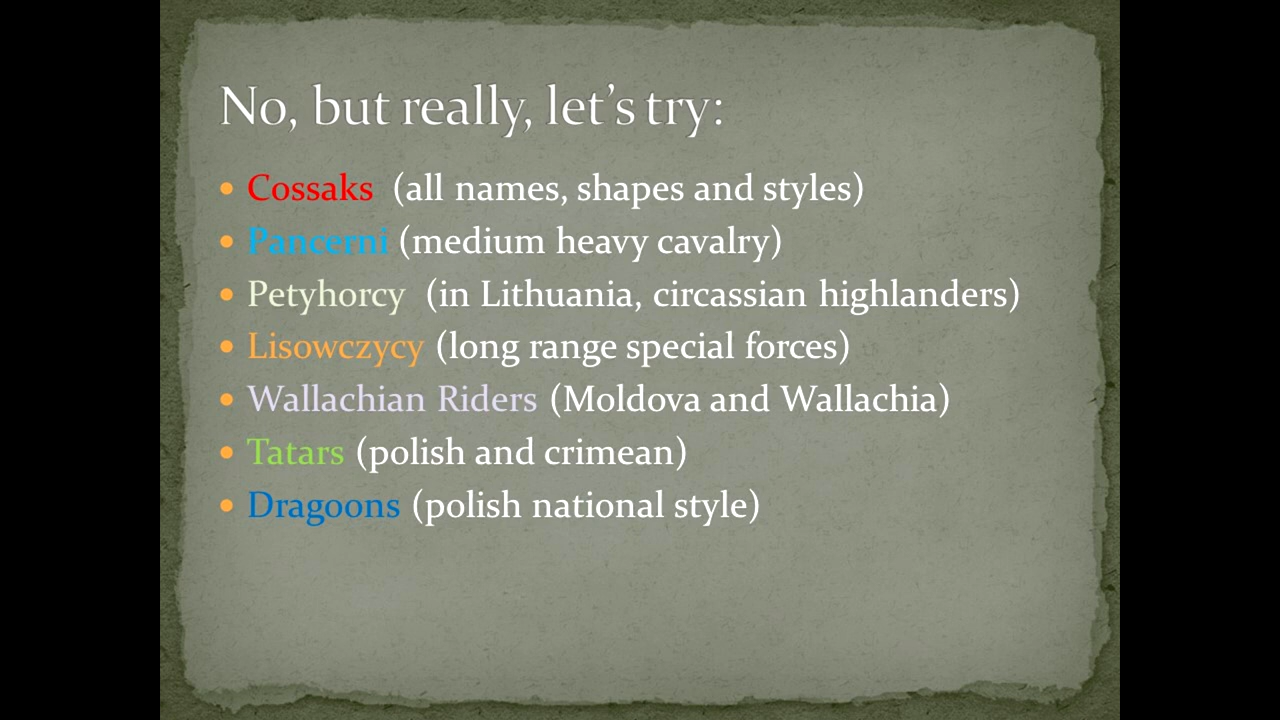 No, but really, let's try:
• Cossaks (all names, shapes and styles)
• Pancerni (medium heavy cavalry)
• Petyhorcy (in Lithuania, circassian highlanders)
• Lisowczycy (long range special forces)
• Wallachian Riders (Moldova and Wallachia)
• Tatars (polish and crimean)
• Dragoons (polish national style)